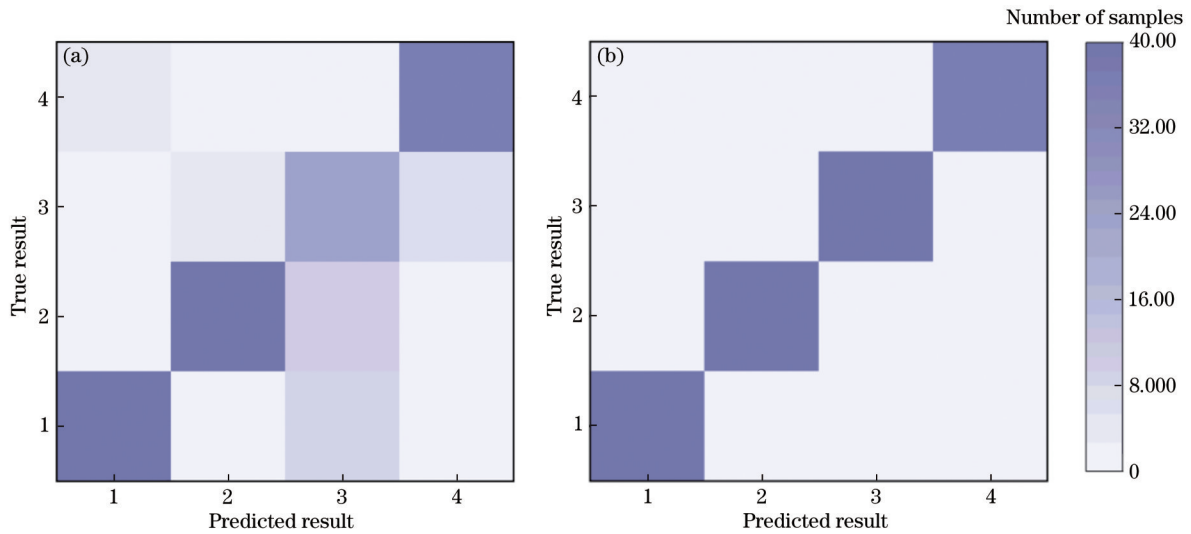 Number of samples
(a)
(b)
40.00
32.00
24.00
16.00
8.000
0
True result
4
3
2
1
1 2 3 4
Predicted result
True result
4
3
2
1
1 2 3 4
Predicted result